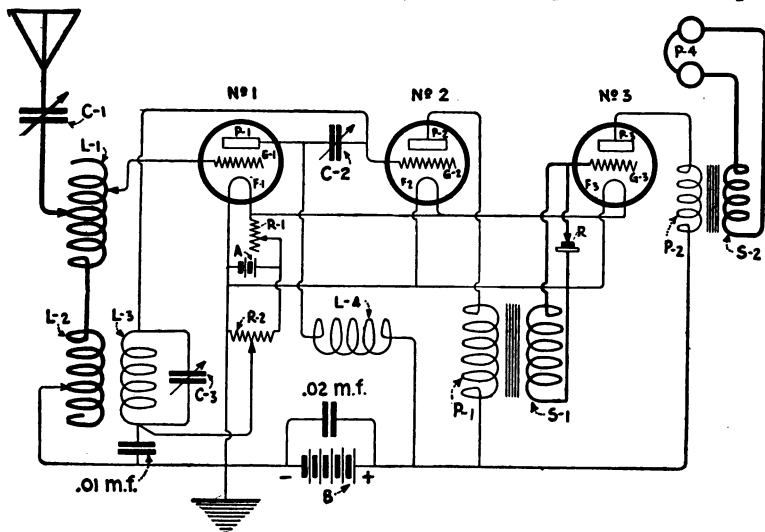 Nº 1
Nº 2
Nº 3
C-1
L-1
P-1
G-1
F-1
C-2
P-2
G-2
F2
P-3
G-3
F3
P-4
R-1
A
R
P-2
S-2
L-2
L-3
R-2
L-4
C-3
.02 m.f.
P-1
S-1
.01 m.f.
-
B
+